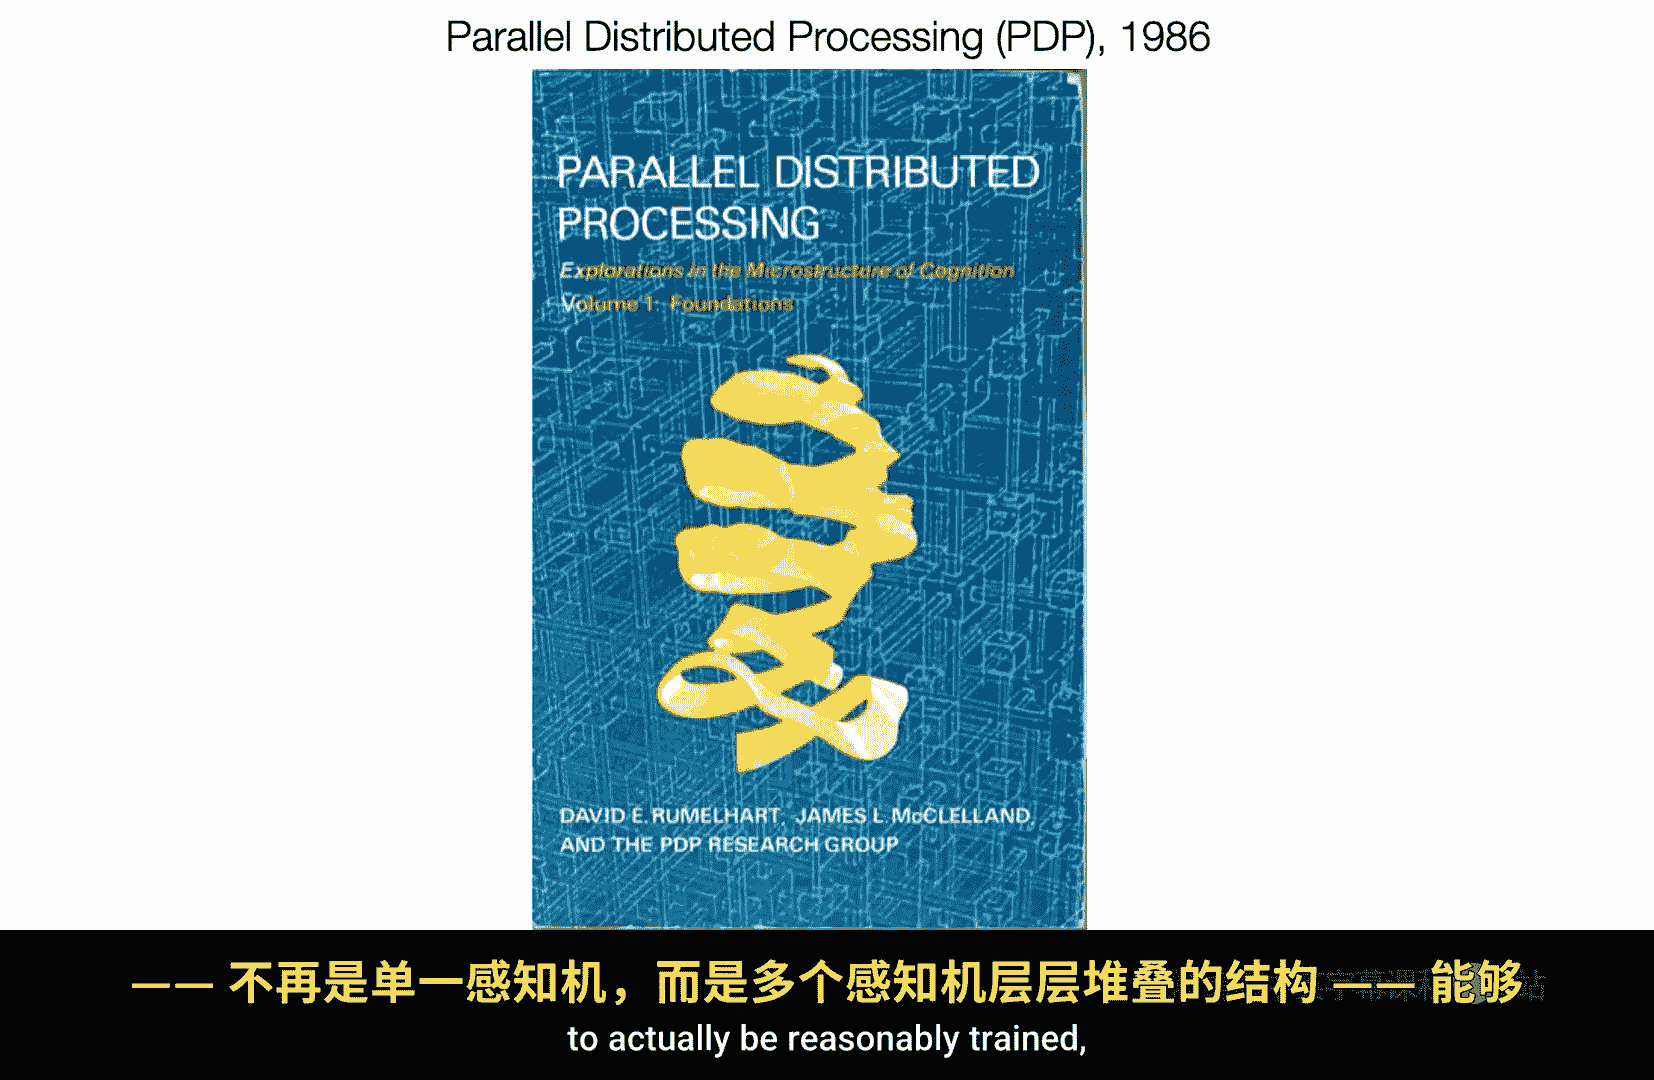 Parallel Distributed Processing (PDP), 1986
PARALLEL DISTRIBUTED
PROCESSING
Explorations in the Microstructure of Cognition
Volume 1: Foundations
DAVID E. RUMELHART, JAMES L. McCLELLAND,
AND THE PDP RESEARCH GROUP
—— 不再是单一感知机，而是多个感知机层层堆叠的结构 —— 能够
to actually be reasonably trained,